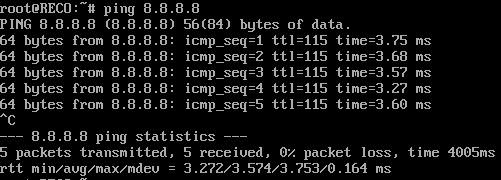 root@RECO:~# ping 8.8.8.8
PING 8.8.8.8 (8.8.8.8) 56(84) bytes of data.
64 bytes from 8.8.8.8: icmp_seq=1 ttl=115 time=3.75 ms
64 bytes from 8.8.8.8: icmp_seq=2 ttl=115 time=3.68 ms
64 bytes from 8.8.8.8: icmp_seq=3 ttl=115 time=3.57 ms
64 bytes from 8.8.8.8: icmp_seq=4 ttl=115 time=3.27 ms
64 bytes from 8.8.8.8: icmp_seq=5 ttl=115 time=3.60 ms
^C
--- 8.8.8.8 ping statistics ---
5 packets transmitted, 5 received, 0% packet loss, time 4005ms
rtt min/avg/max/mdev = 3.272/3.574/3.753/0.164 ms